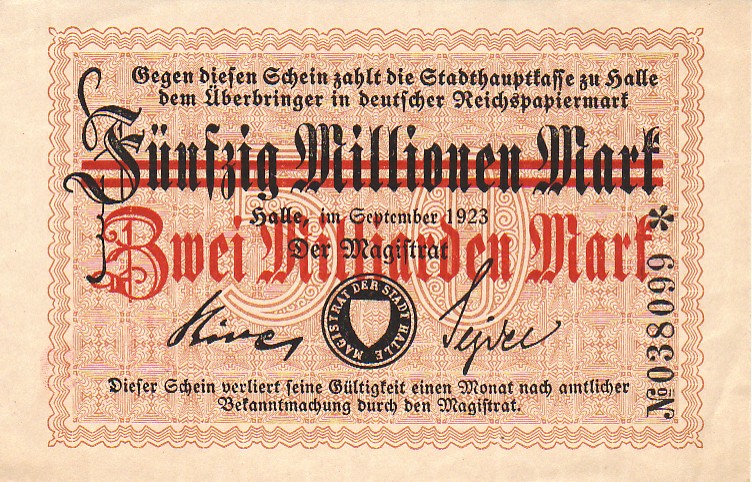 Gegen diesen Schein zahlt die Stadthauptkasse zu Halle
dem Überbringer in deutscher Reichspapiermark
Fünfzig Millionen Mark
Halle, im September 1923
Zwei Milliarden Mark
Der Magistrat
50
MAGISTRAT DER STADT HALLE
Dieser Schein verliert seine Gültigkeit einen Monat nach amtlicher
Bekanntmachung durch den Magistrat.
№038099 *